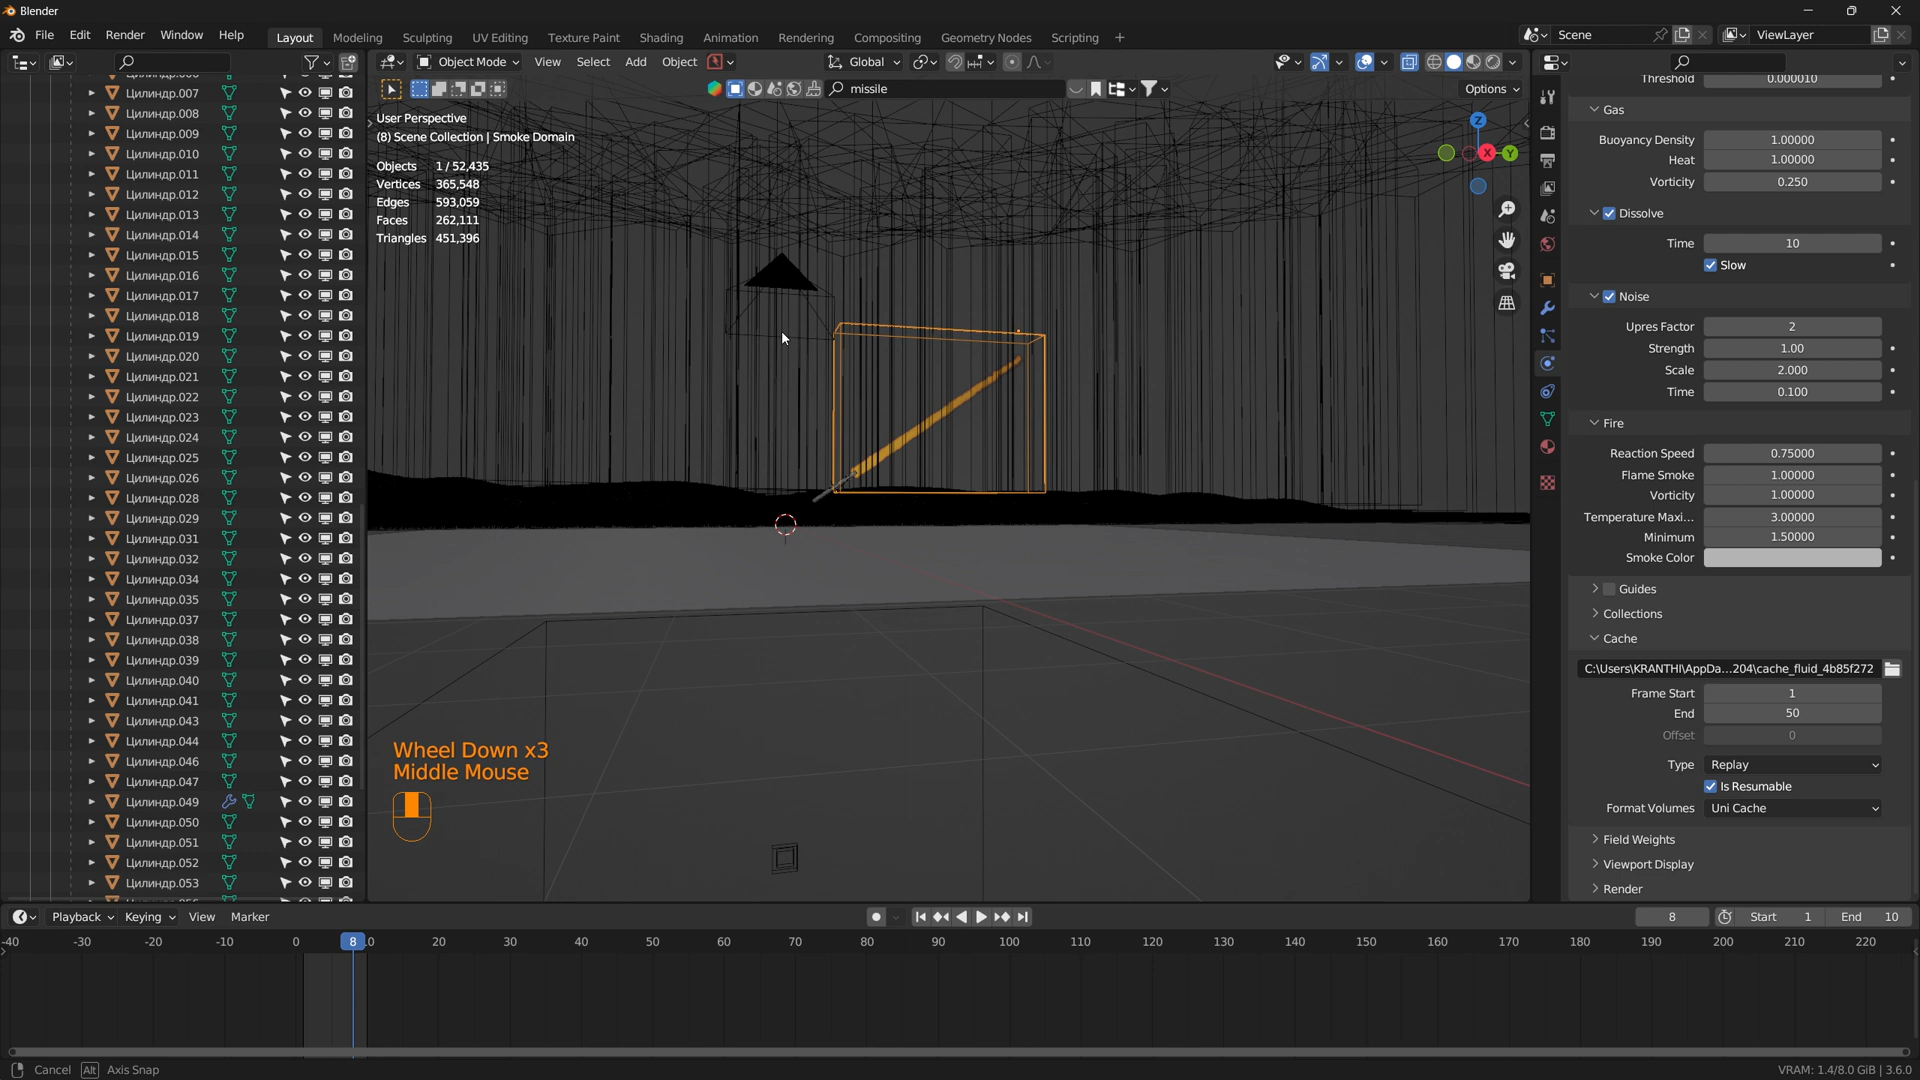 Blender
File Edit Render Window Help
Layout Modeling Sculpting UV Editing Texture Paint Shading Animation Rendering Compositing Geometry Nodes Scripting +
Scene
ViewLayer
Object Mode View Select Add Object
Global
missile
Options
User Perspective
(8) Scene Collection | Smoke Domain
Objects 1 / 52,435
Vertices 365,548
Edges 593,059
Faces 262,111
Triangles 451,396
Z
X
Y
Цилиндр.007
Цилиндр.008
Цилиндр.009
Цилиндр.010
Цилиндр.011
Цилиндр.012
Цилиндр.013
Цилиндр.014
Цилиндр.015
Цилиндр.016
Цилиндр.017
Цилиндр.018
Цилиндр.019
Цилиндр.020
Цилиндр.021
Цилиндр.022
Цилиндр.023
Цилиндр.024
Цилиндр.025
Цилиндр.026
Цилиндр.028
Цилиндр.029
Цилиндр.031
Цилиндр.032
Цилиндр.034
Цилиндр.035
Цилиндр.037
Цилиндр.038
Цилиндр.039
Цилиндр.040
Цилиндр.041
Цилиндр.043
Цилиндр.044
Цилиндр.046
Цилиндр.047
Цилиндр.049
Цилиндр.050
Цилиндр.051
Цилиндр.052
Цилиндр.053
Wheel Down x3
Middle Mouse
Threshold 0.000010
Gas
Buoyancy Density 1.00000
Heat 1.00000
Vorticity 0.250
Dissolve
Time 10
Slow
Noise
Upres Factor 2
Strength 1.00
Scale 2.000
Time 0.100
Fire
Reaction Speed 0.75000
Flame Smoke 1.00000
Vorticity 1.00000
Temperature Maxi... 3.00000
Minimum 1.50000
Smoke Color
Guides
Collections
Cache
C:\Users\KRANTHI\AppDa...204\cache_fluid_4b85f272
Frame Start 1
End 50
Offset 0
Type Replay
Is Resumable
Format Volumes Uni Cache
Field Weights
Viewport Display
Render
Playback Keying View Marker
8 Start 1 End 10
-40 -30 -20 -10 0 8 20 30 40 50 60 70 80 90 100 110 120 130 140 150 160 170 180 190 200 210 220
Cancel Alt Axis Snap
VRAM: 1.4/8.0 GiB | 3.6.0